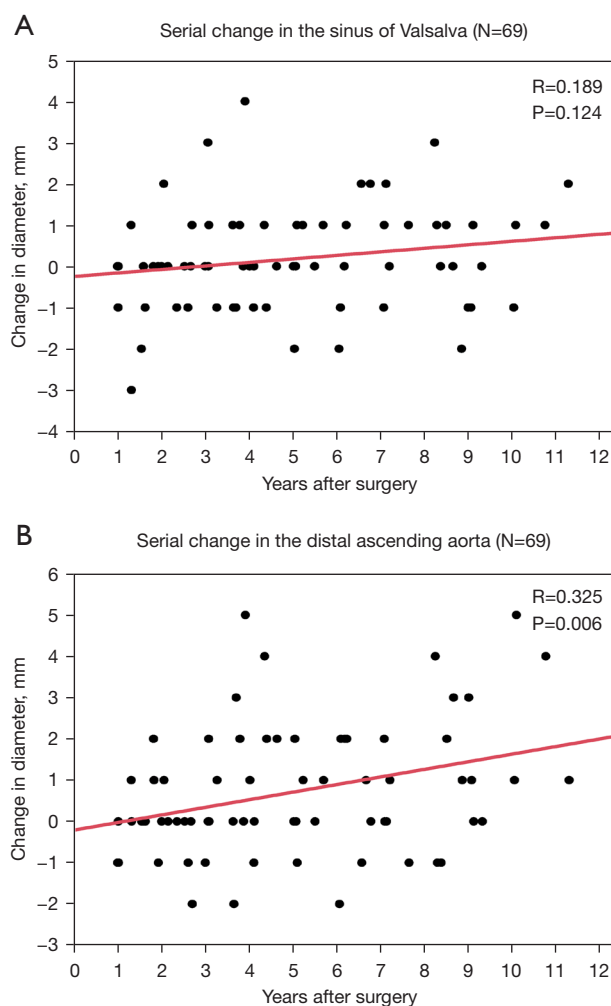 A
Serial change in the sinus of Valsalva (N=69)
R=0.189
P=0.124
Change in diameter, mm
5
4
3
2
1
0
−1
−2
−3
−4
0 1 2 3 4 5 6 7 8 9 10 11 12
Years after surgery
B
Serial change in the distal ascending aorta (N=69)
R=0.325
P=0.006
Change in diameter, mm
6
5
4
3
2
1
0
−1
−2
−3
0 1 2 3 4 5 6 7 8 9 10 11 12
Years after surgery